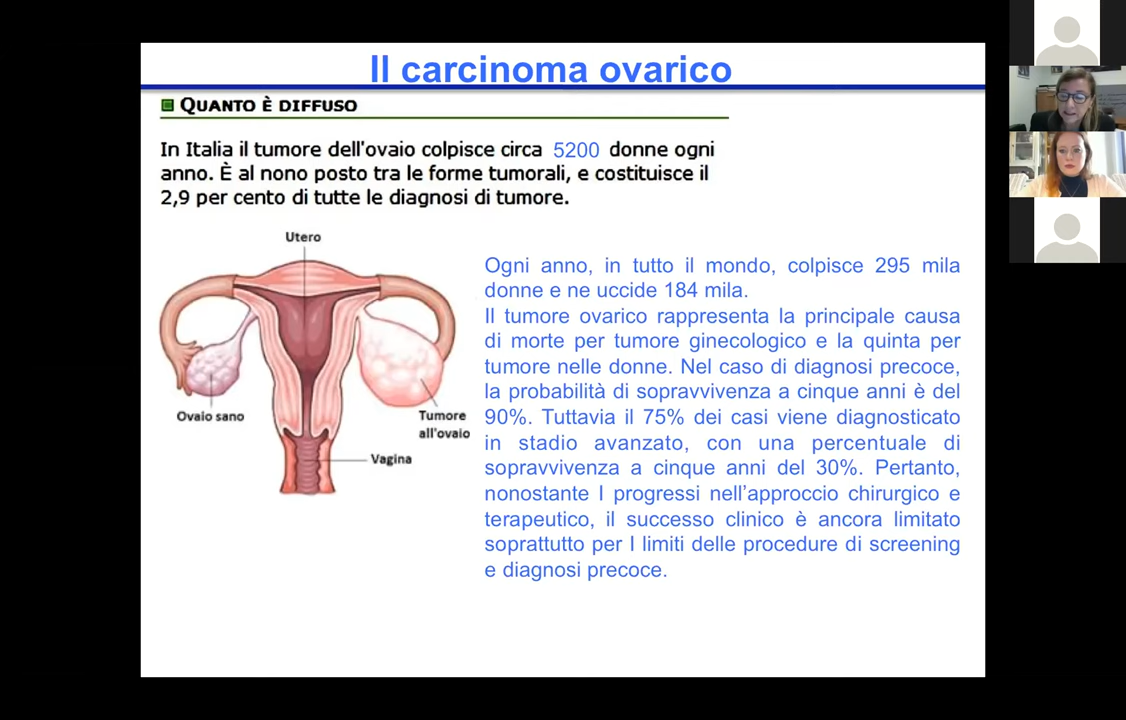 Il carcinoma ovarico
QUANTO È DIFFUSO
In Italia il tumore dell'ovaio colpisce circa 5200 donne ogni
anno. È al nono posto tra le forme tumorali, e costituisce il
2,9 per cento di tutte le diagnosi di tumore.
Utero
Ovaio sano
Tumore
all'ovaio
Vagina
Ogni anno, in tutto il mondo, colpisce 295 mila
donne e ne uccide 184 mila.
Il tumore ovarico rappresenta la principale causa
di morte per tumore ginecologico e la quinta per
tumore nelle donne. Nel caso di diagnosi precoce,
la probabilità di sopravvivenza a cinque anni è del
90%. Tuttavia il 75% dei casi viene diagnosticato
in stadio avanzato, con una percentuale di
sopravvivenza a cinque anni del 30%. Pertanto,
nonostante I progressi nell’approccio chirurgico e
terapeutico, il successo clinico è ancora limitato
soprattutto per I limiti delle procedure di screening
e diagnosi precoce.